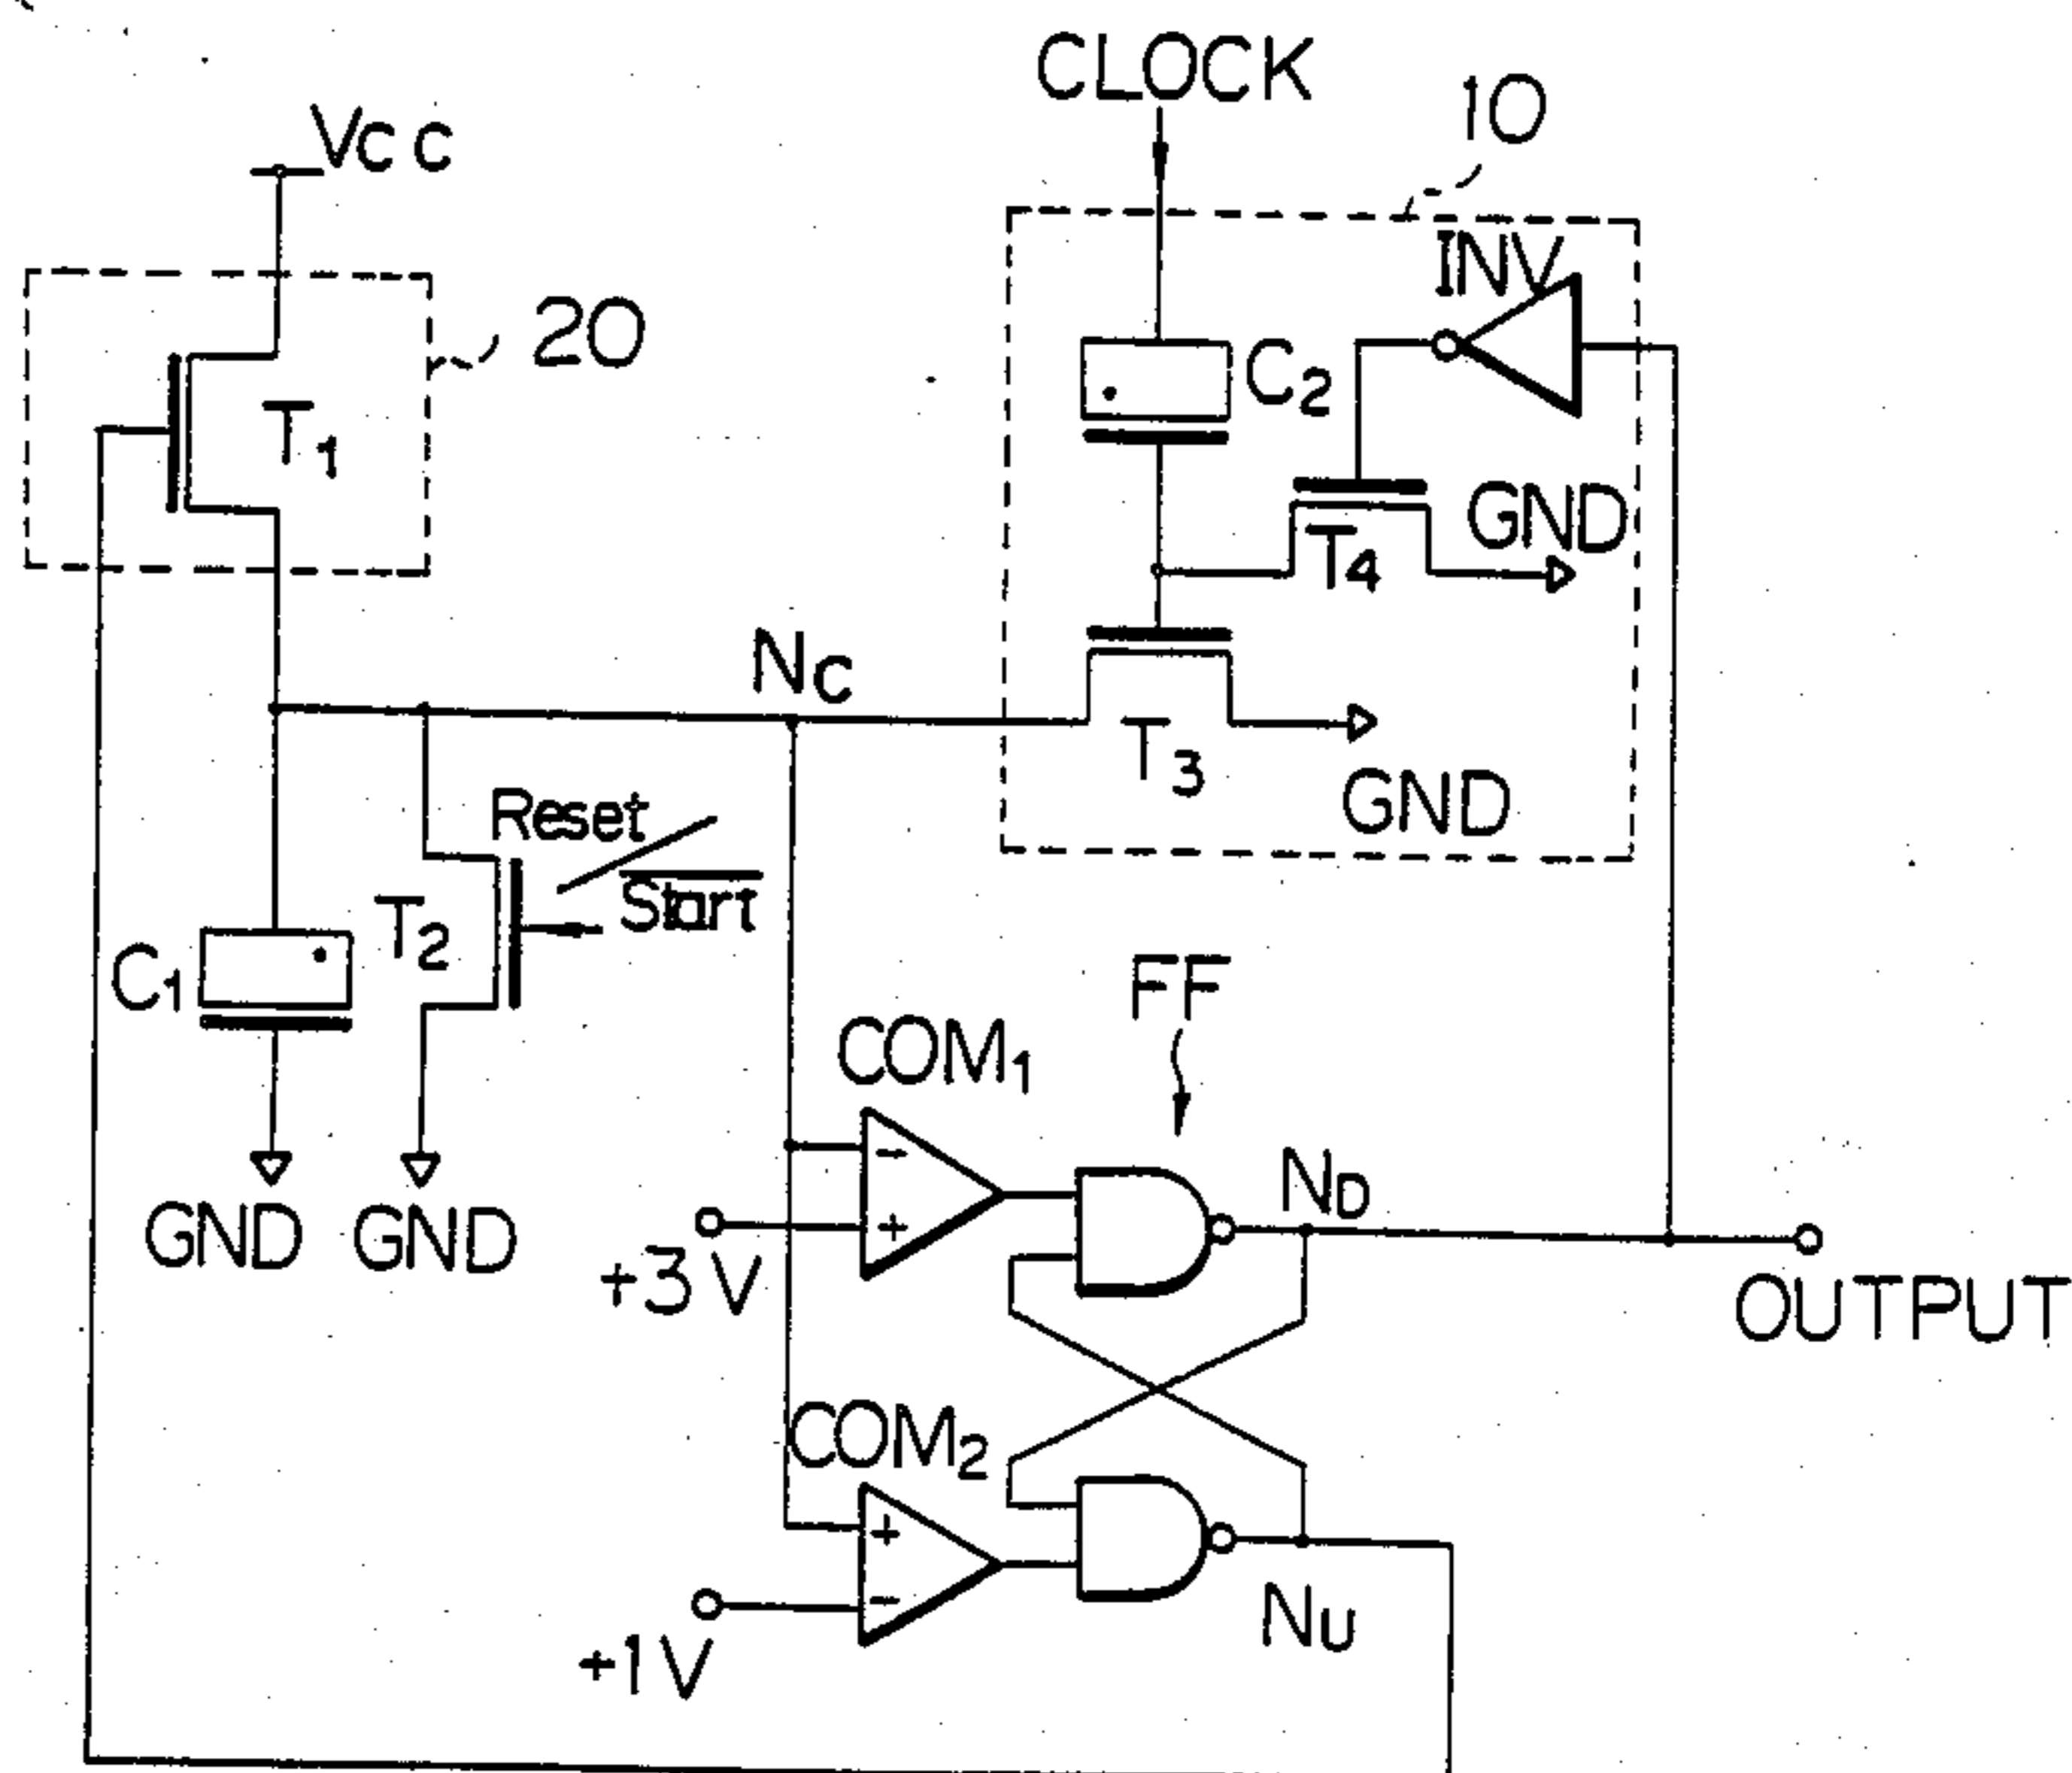 CLOCK
10
Vcc
INV
20
C2
T1
GND
T4
NC
T3
Reset
GND
Start
T2
C1
FF
COM1
ND
-
+
GND
GND
+3V
OUTPUT
COM2
+
-
NU
+1V